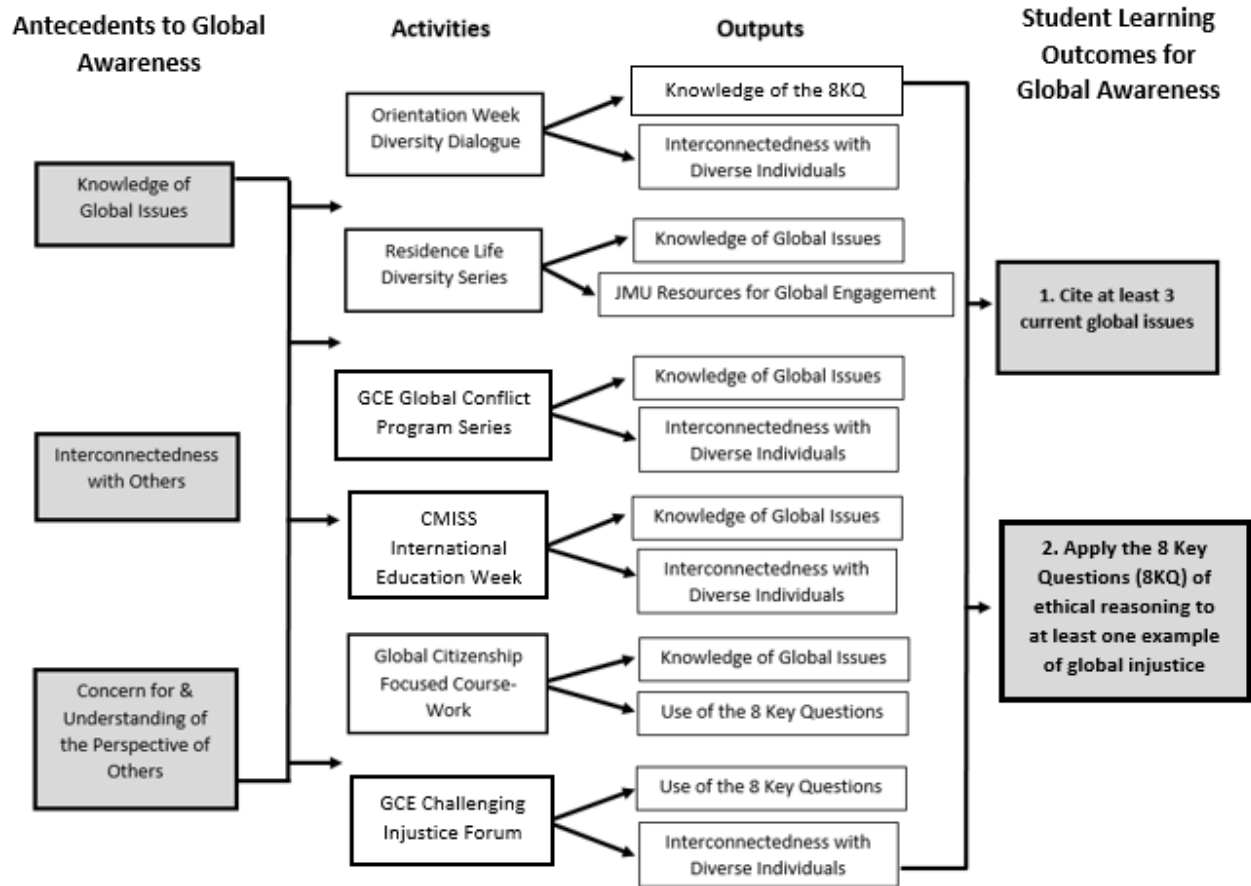 Antecedents to Global
Awareness
Activities
Outputs
Student Learning
Outcomes for
Global Awareness
Knowledge of
Global Issues
Interconnectedness
with Others
Concern for &
Understanding of
the Perspective of
Others
Orientation Week
Diversity Dialogue
Residence Life
Diversity Series
GCE Global Conflict
Program Series
CMISS
International
Education Week
Global Citizenship
Focused Course-
Work
GCE Challenging
Injustice Forum
Knowledge of the 8KQ
Interconnectedness with
Diverse Individuals
Knowledge of Global Issues
JMU Resources for Global Engagement
Knowledge of Global Issues
Interconnectedness with
Diverse Individuals
Knowledge of Global Issues
Interconnectedness with
Diverse Individuals
Knowledge of Global Issues
Use of the 8 Key Questions
Use of the 8 Key Questions
Interconnectedness with
Diverse Individuals
1. Cite at least 3
current global issues
2. Apply the 8 Key
Questions (8KQ) of
ethical reasoning to
at least one example
of global injustice